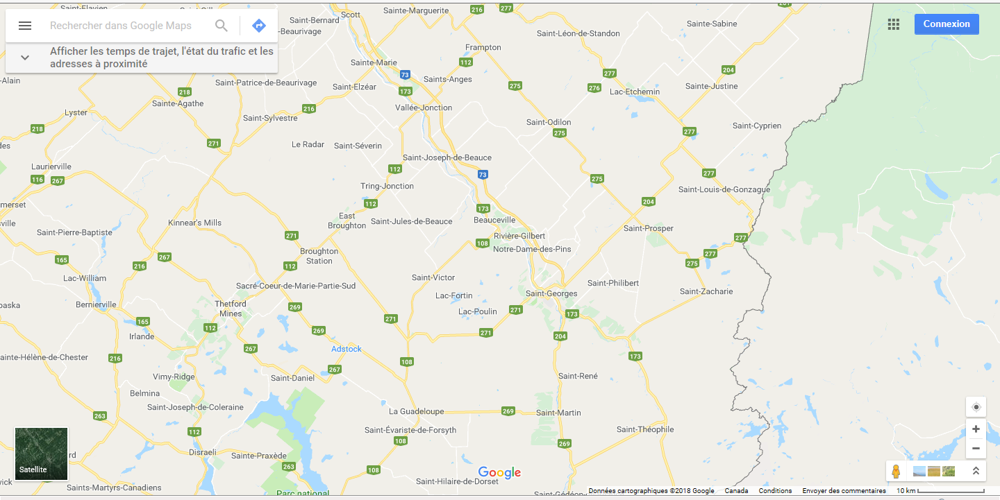 Saint-Flavien
Saint-Gill
Scott
Sainte-Marguerite
216
277
281
Saint-Bernard
Rechercher dans Google Maps
-Beaurivage
Saint-Léon-de-Standon
Sainte-Sabine
Connexion
Afficher les temps de trajet, l'état du trafic et les
adresses à proximité
Frampton
Sainte-Marie
112
73
Saints-Anges
277
204
-Alain
Saint-Patrice-de-Beaurivage
Saint-Elzéar
173
275
276
Lac-Etchemin
Sainte-Justine
218
Sainte-Agathe
216
Vallée-Jonction
Lyster
Saint-Sylvestre
Saint-Odilon
275
277
Saint-Cyprien
218
271
Le Radar
Saint-Séverin
des
Saint-Joseph-de-Beauce
Laurierville
112
73
277
116
267
275
Tring-Jonction
Saint-Louis-de-Gonzague
merset
112
173
204
East
Broughton
Saint-Jules-de-Beauce
Beauceville
sville
Kinnear's Mills
Saint-Prosper
Saint-Pierre-Baptiste
271
Rivière-Gilbert
277
108
Notre-Dame-des-Pins
165
267
Broughton
Station
277
216
112
275
Lac-William
Saint-Victor
Sacré-Coeur-de-Marie-Partie-Sud
Saint-Philibert
Saint-Zacharie
Lac-Fortin
Saint-Georges
paska
Bernierville
Thetford
Mines
269
Lac-Poulin
271
173
165
271
112
269
271
204
Irlande
267
Adstock
ainte-Hélène-de-Chester
216
108
173
267
Vimy-Ridge
Saint-Daniel
Saint-René
Belmina
Saint-Joseph-de-Coleraine
La Guadeloupe
269
Saint-Martin
263
Saint-Évariste-de-Forsyth
Saint-Théophile
112
108
269
Disraeli
rd
Sainte-Praxède
263
108
Satellite
Google
wick
Saints-Martyrs-Canadiens
Saint-Hilaire-de-Dorset
Parc national
Saint-Gédéon-
Données cartographiques ©2018 Google Canada Conditions Envoyer des commentaires 10 km